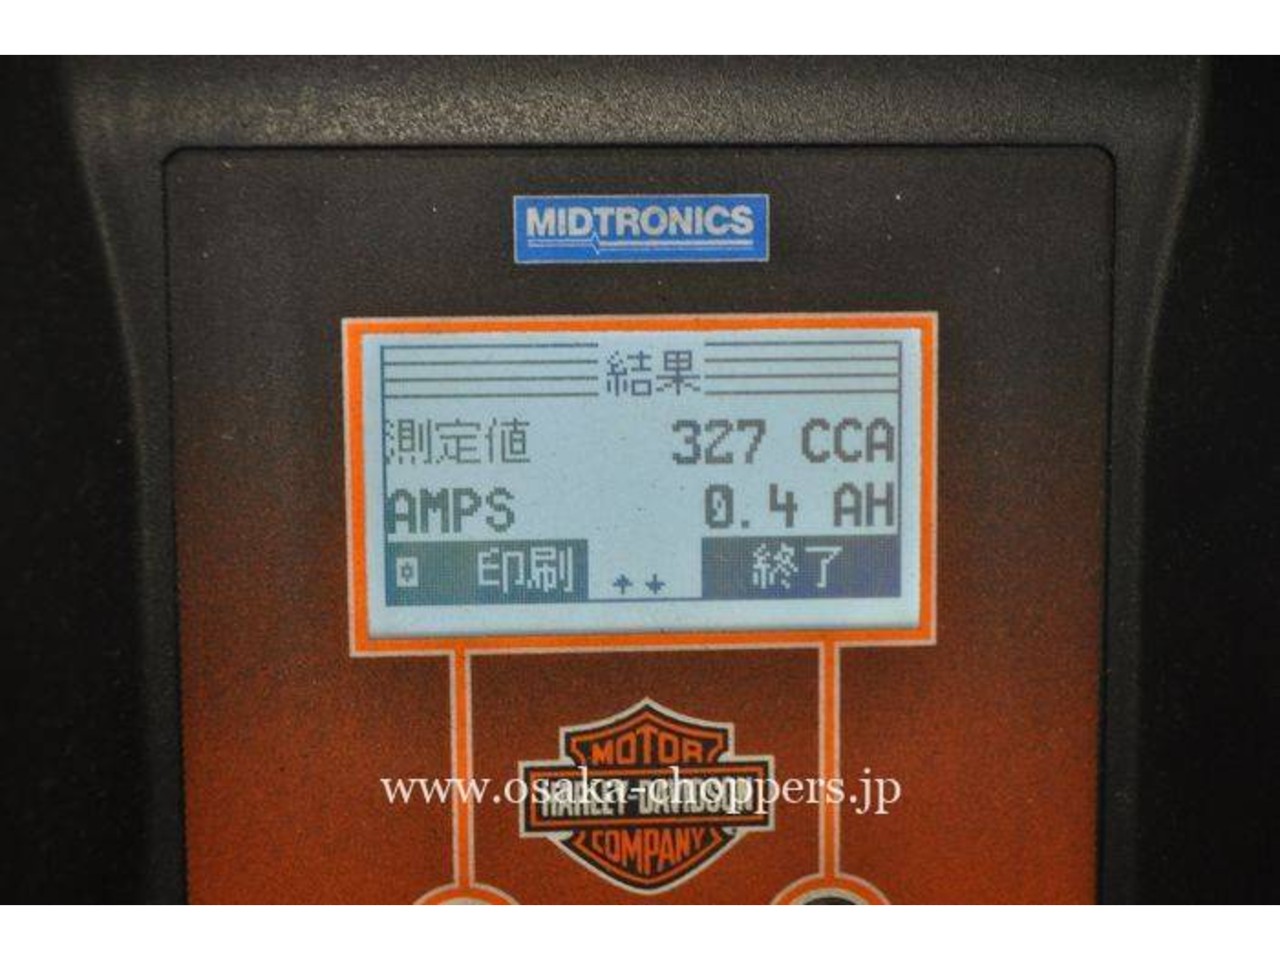 MIDTRONICS
結果
測定値 327 CCA
AMPS 0.4 AH
印刷 終了
MOTOR
www.osaka-choppers.jp
HARLEY-DAVIDSON
COMPANY